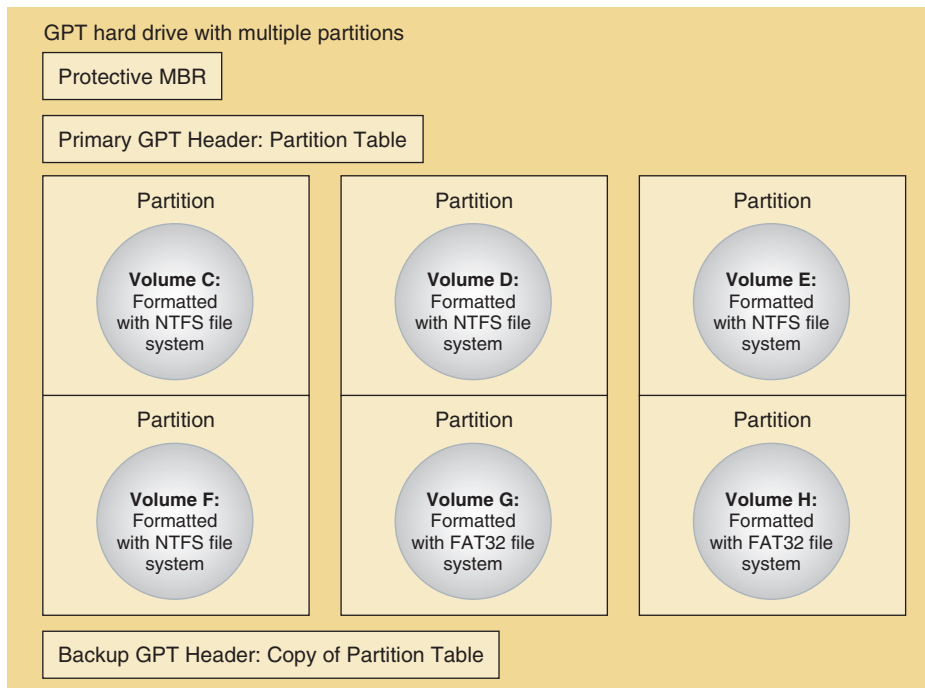 GPT hard drive with multiple partitions
Protective MBR
Primary GPT Header: Partition Table
Partition
Volume C:
Formatted
with NTFS file
system
Partition
Volume D:
Formatted
with NTFS file
system
Partition
Volume E:
Formatted
with NTFS file
system
Partition
Volume F:
Formatted
with NTFS file
system
Partition
Volume G:
Formatted
with FAT32 file
system
Partition
Volume H:
Formatted
with FAT32 file
system
Backup GPT Header: Copy of Partition Table